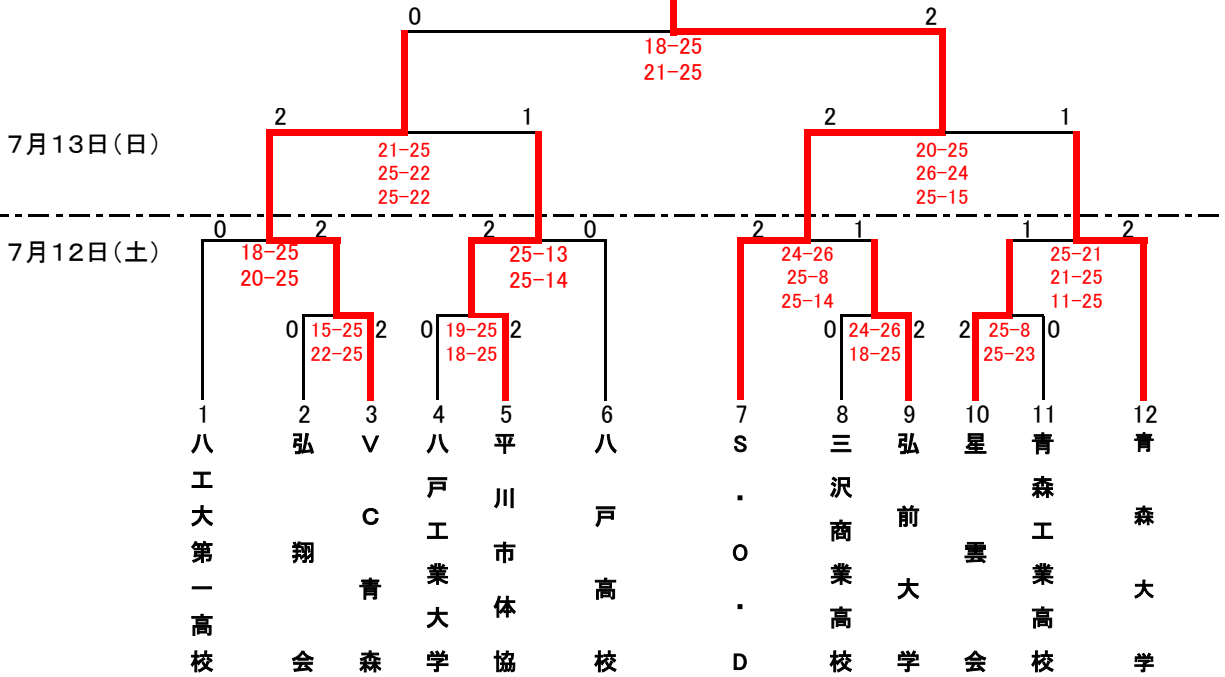 0 2
18-25
21-25
2 1 2 1
7月13日(日)
21-25 20-25
25-22 26-24
25-22 25-15
0 2 2 0 2 1 1 2
7月12日(土)
18-25 25-13 24-26 25-21
20-25 25-14 25-8 21-25
25-14 11-25
0 15-25 2 0 19-25 2 0 24-26 2 2 25-8 0
22-25 18-25 18-25 25-23
1 2 3 4 5 6 7 8 9 10 11 12
八工大第一高校
弘翔会
VC青森
八戸工業大学
平川市体協
八戸高校
S・O・D
三沢商業高校
弘前大学
星雲会
青森工業高校
青森大学